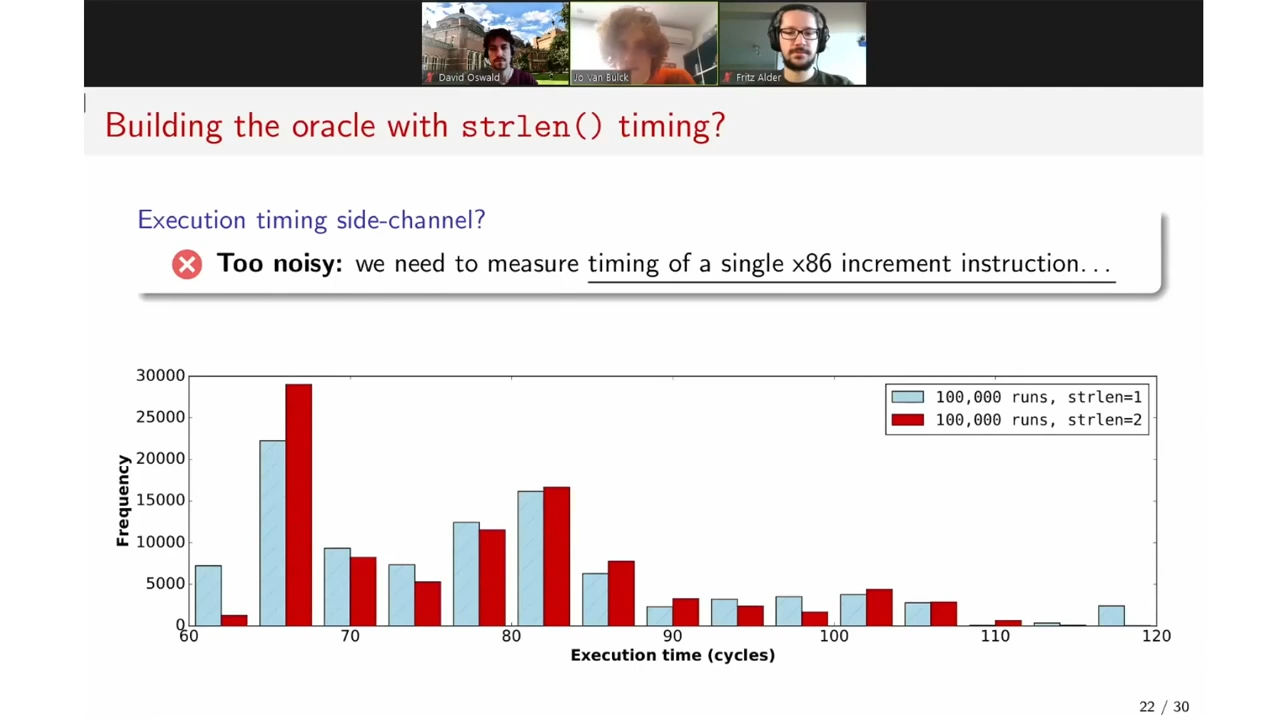 David Oswald
Jo Van Bulck
Fritz Alder
Building the oracle with strlen() timing?
Execution timing side-channel?
Too noisy: we need to measure timing of a single x86 increment instruction...
30000
25000
20000
15000
10000
5000
0
Frequency
100,000 runs, strlen=1
100,000 runs, strlen=2
60 70 80 90 100 110 120
Execution time (cycles)
22 / 30